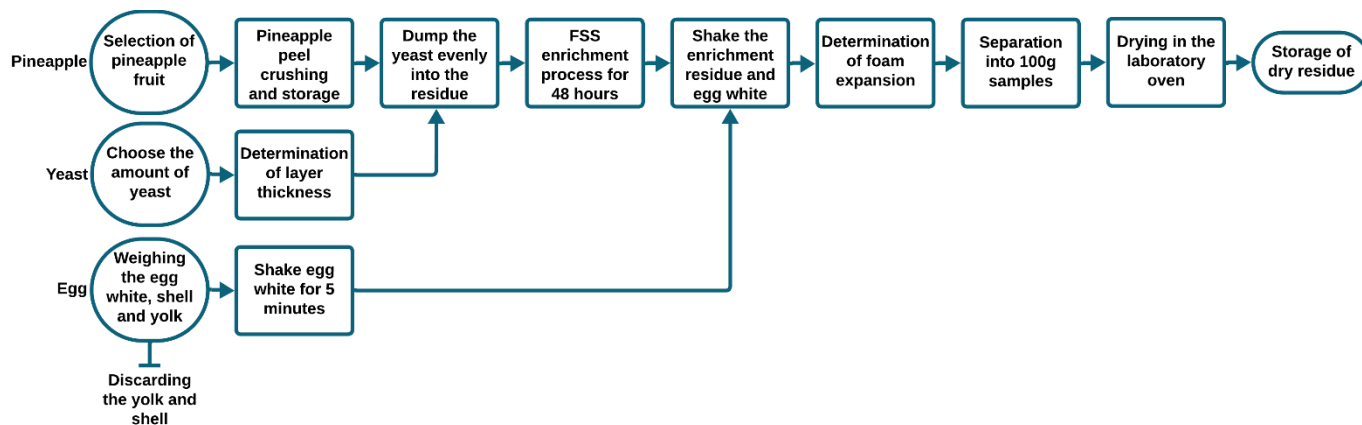 Pineapple
Selection of
pineapple
fruit
Pineapple
peel
crushing
and storage
Dump the
yeast evenly
into the
residue
FSS
enrichment
process for
48 hours
Shake the
enrichment
residue and
egg white
Determination
of foam
expansion
Separation
into 100g
samples
Drying in the
laboratory
oven
Storage of
dry residue
Yeast
Choose the
amount of
yeast
Determination
of layer
thickness
Egg
Weighing
the egg
white, shell
and yolk
Shake egg
white for 5
minutes
Discarding
the yolk and
shell